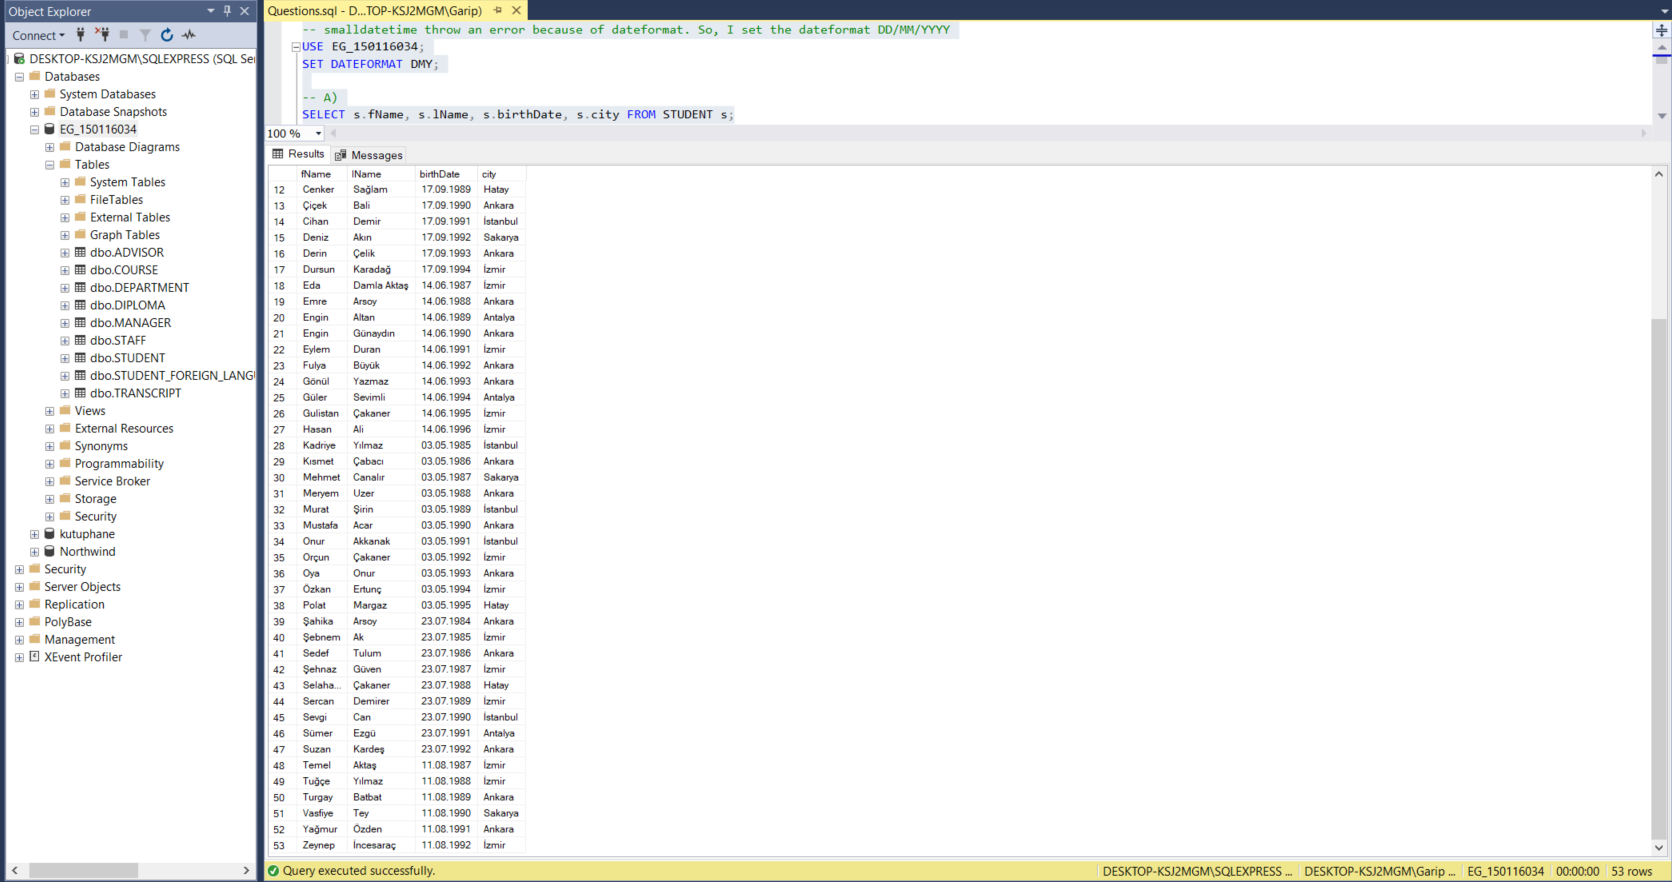 Object Explorer
Connect
DESKTOP-KSJ2MGM\SQLEXPRESS (SQL Ser
Databases
System Databases
Database Snapshots
EG_150116034
Database Diagrams
Tables
System Tables
FileTables
External Tables
Graph Tables
dbo.ADVISOR
dbo.COURSE
dbo.DEPARTMENT
dbo.DIPLOMA
dbo.MANAGER
dbo.STAFF
dbo.STUDENT
dbo.STUDENT_FOREIGN_LANGU
dbo.TRANSCRIPT
Views
External Resources
Synonyms
Programmability
Service Broker
Storage
Security
kutuphane
Northwind
Security
Server Objects
Replication
PolyBase
Management
XEvent Profiler
Questions.sql - D...TOP-KSJ2MGM\Garip)
-- smalldatetime throw an error because of dateformat. So, I set the dateformat DD/MM/YYYY
USE EG_150116034;
SET DATEFORMAT DMY;
-- A)
SELECT s.fName, s.lName, s.birthDate, s.city FROM STUDENT s;
100 %
Results Messages
fName lName birthDate city
12 Cenker Sağlam 17.09.1989 Hatay
13 Çiçek Bali 17.09.1990 Ankara
14 Cihan Demir 17.09.1991 İstanbul
15 Deniz Akın 17.09.1992 Sakarya
16 Derin Çelik 17.09.1993 Ankara
17 Dursun Karadağ 17.09.1994 İzmir
18 Eda Damla Aktaş 14.06.1987 İzmir
19 Emre Arsoy 14.06.1988 Ankara
20 Engin Altan 14.06.1989 Antalya
21 Engin Günaydın 14.06.1990 Ankara
22 Eylem Duran 14.06.1991 İzmir
23 Fulya Büyük 14.06.1992 Ankara
24 Gönül Yazmaz 14.06.1993 Ankara
25 Güler Sevimli 14.06.1994 Antalya
26 Gulistan Çakaner 14.06.1995 İzmir
27 Hasan Ali 14.06.1996 İzmir
28 Kadriye Yılmaz 03.05.1985 İstanbul
29 Kısmet Çabacı 03.05.1986 Ankara
30 Mehmet Canalır 03.05.1987 Sakarya
31 Meryem Uzer 03.05.1988 Ankara
32 Murat Şirin 03.05.1989 İstanbul
33 Mustafa Acar 03.05.1990 Ankara
34 Onur Akkanak 03.05.1991 İstanbul
35 Orçun Çakaner 03.05.1992 İzmir
36 Oya Onur 03.05.1993 Ankara
37 Özkan Ertunç 03.05.1994 İzmir
38 Polat Margaz 03.05.1995 Hatay
39 Şahika Arsoy 23.07.1984 Ankara
40 Şebnem Ak 23.07.1985 İzmir
41 Sedef Tulum 23.07.1986 Ankara
42 Şehnaz Güven 23.07.1987 İzmir
43 Selaha... Çakaner 23.07.1988 Hatay
44 Sercan Demirer 23.07.1989 İzmir
45 Sevgi Can 23.07.1990 İstanbul
46 Sümer Ezgü 23.07.1991 Antalya
47 Suzan Kardeş 23.07.1992 Ankara
48 Temel Aktaş 11.08.1987 İzmir
49 Tuğçe Yılmaz 11.08.1988 İzmir
50 Turgay Batbat 11.08.1989 Ankara
51 Vasfiye Tey 11.08.1990 Sakarya
52 Yağmur Özden 11.08.1991 Ankara
53 Zeynep İncesaraç 11.08.1992 İzmir
Query executed successfully. DESKTOP-KSJ2MGM\SQLEXPRESS ... DESKTOP-KSJ2MGM\Garip ... EG_150116034 00:00:00 53 rows